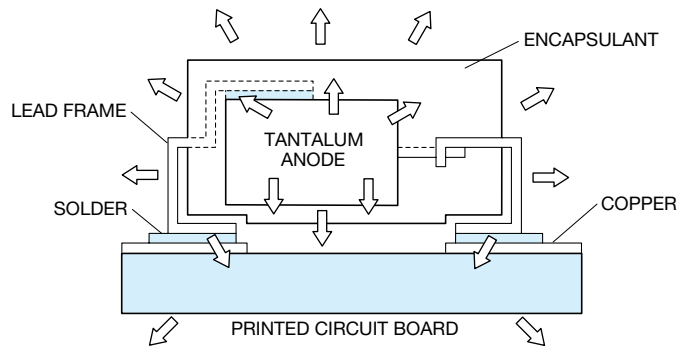 ENCAPSULANT
LEAD FRAME
TANTALUM
ANODE
SOLDER
COPPER
PRINTED CIRCUIT BOARD